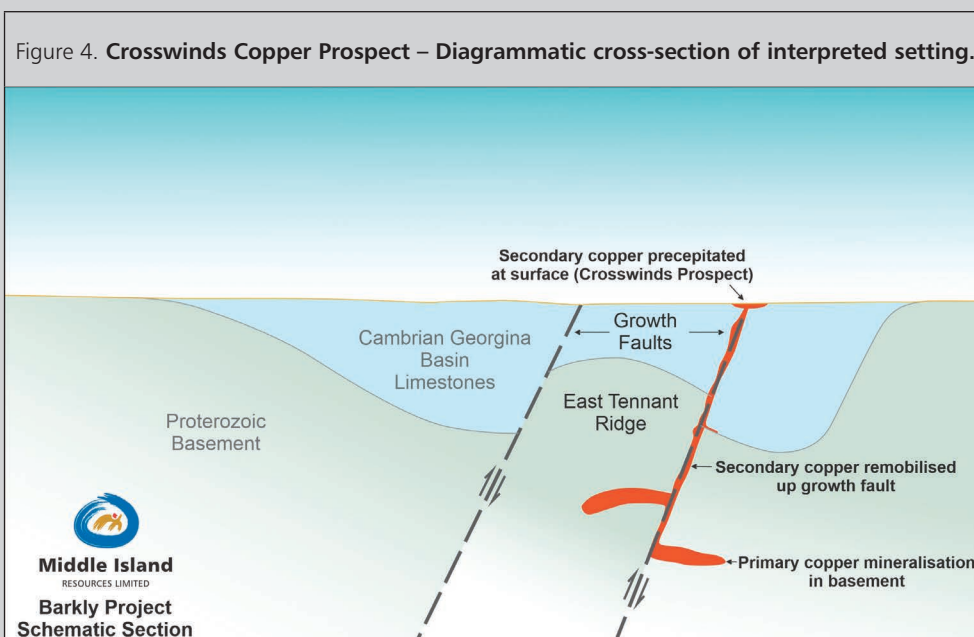 Figure 4. Crosswinds Copper Prospect – Diagrammatic cross-section of interpreted setting.
Secondary copper precepitated
at surface (Crosswinds Prospect)
Growth
Faults
Cambrian Georgina
Basin
Limestones
East Tennant
Ridge
Proterozoic
Basement
Secondary copper remobilised
up growth fault
Primary copper mineralisation
in basement
Middle Island
RESOURCES LIMITED
Barkly Project
Schematic Section